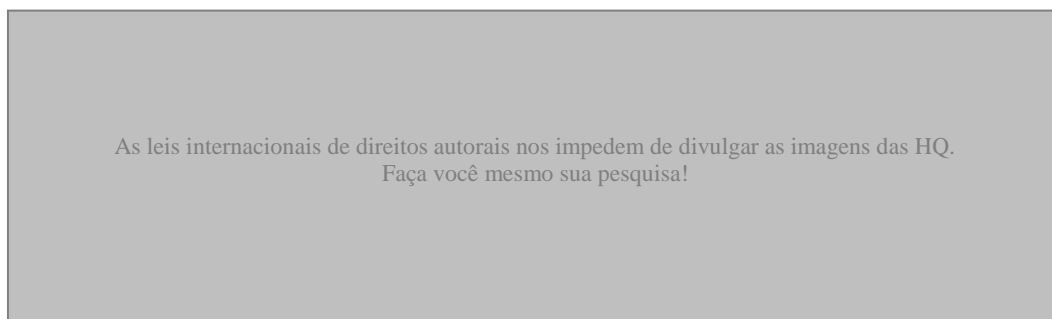 As leis internacionais de direitos autorais nos impedem de divulgar as imagens das HQ.
Faça você mesmo sua pesquisa!